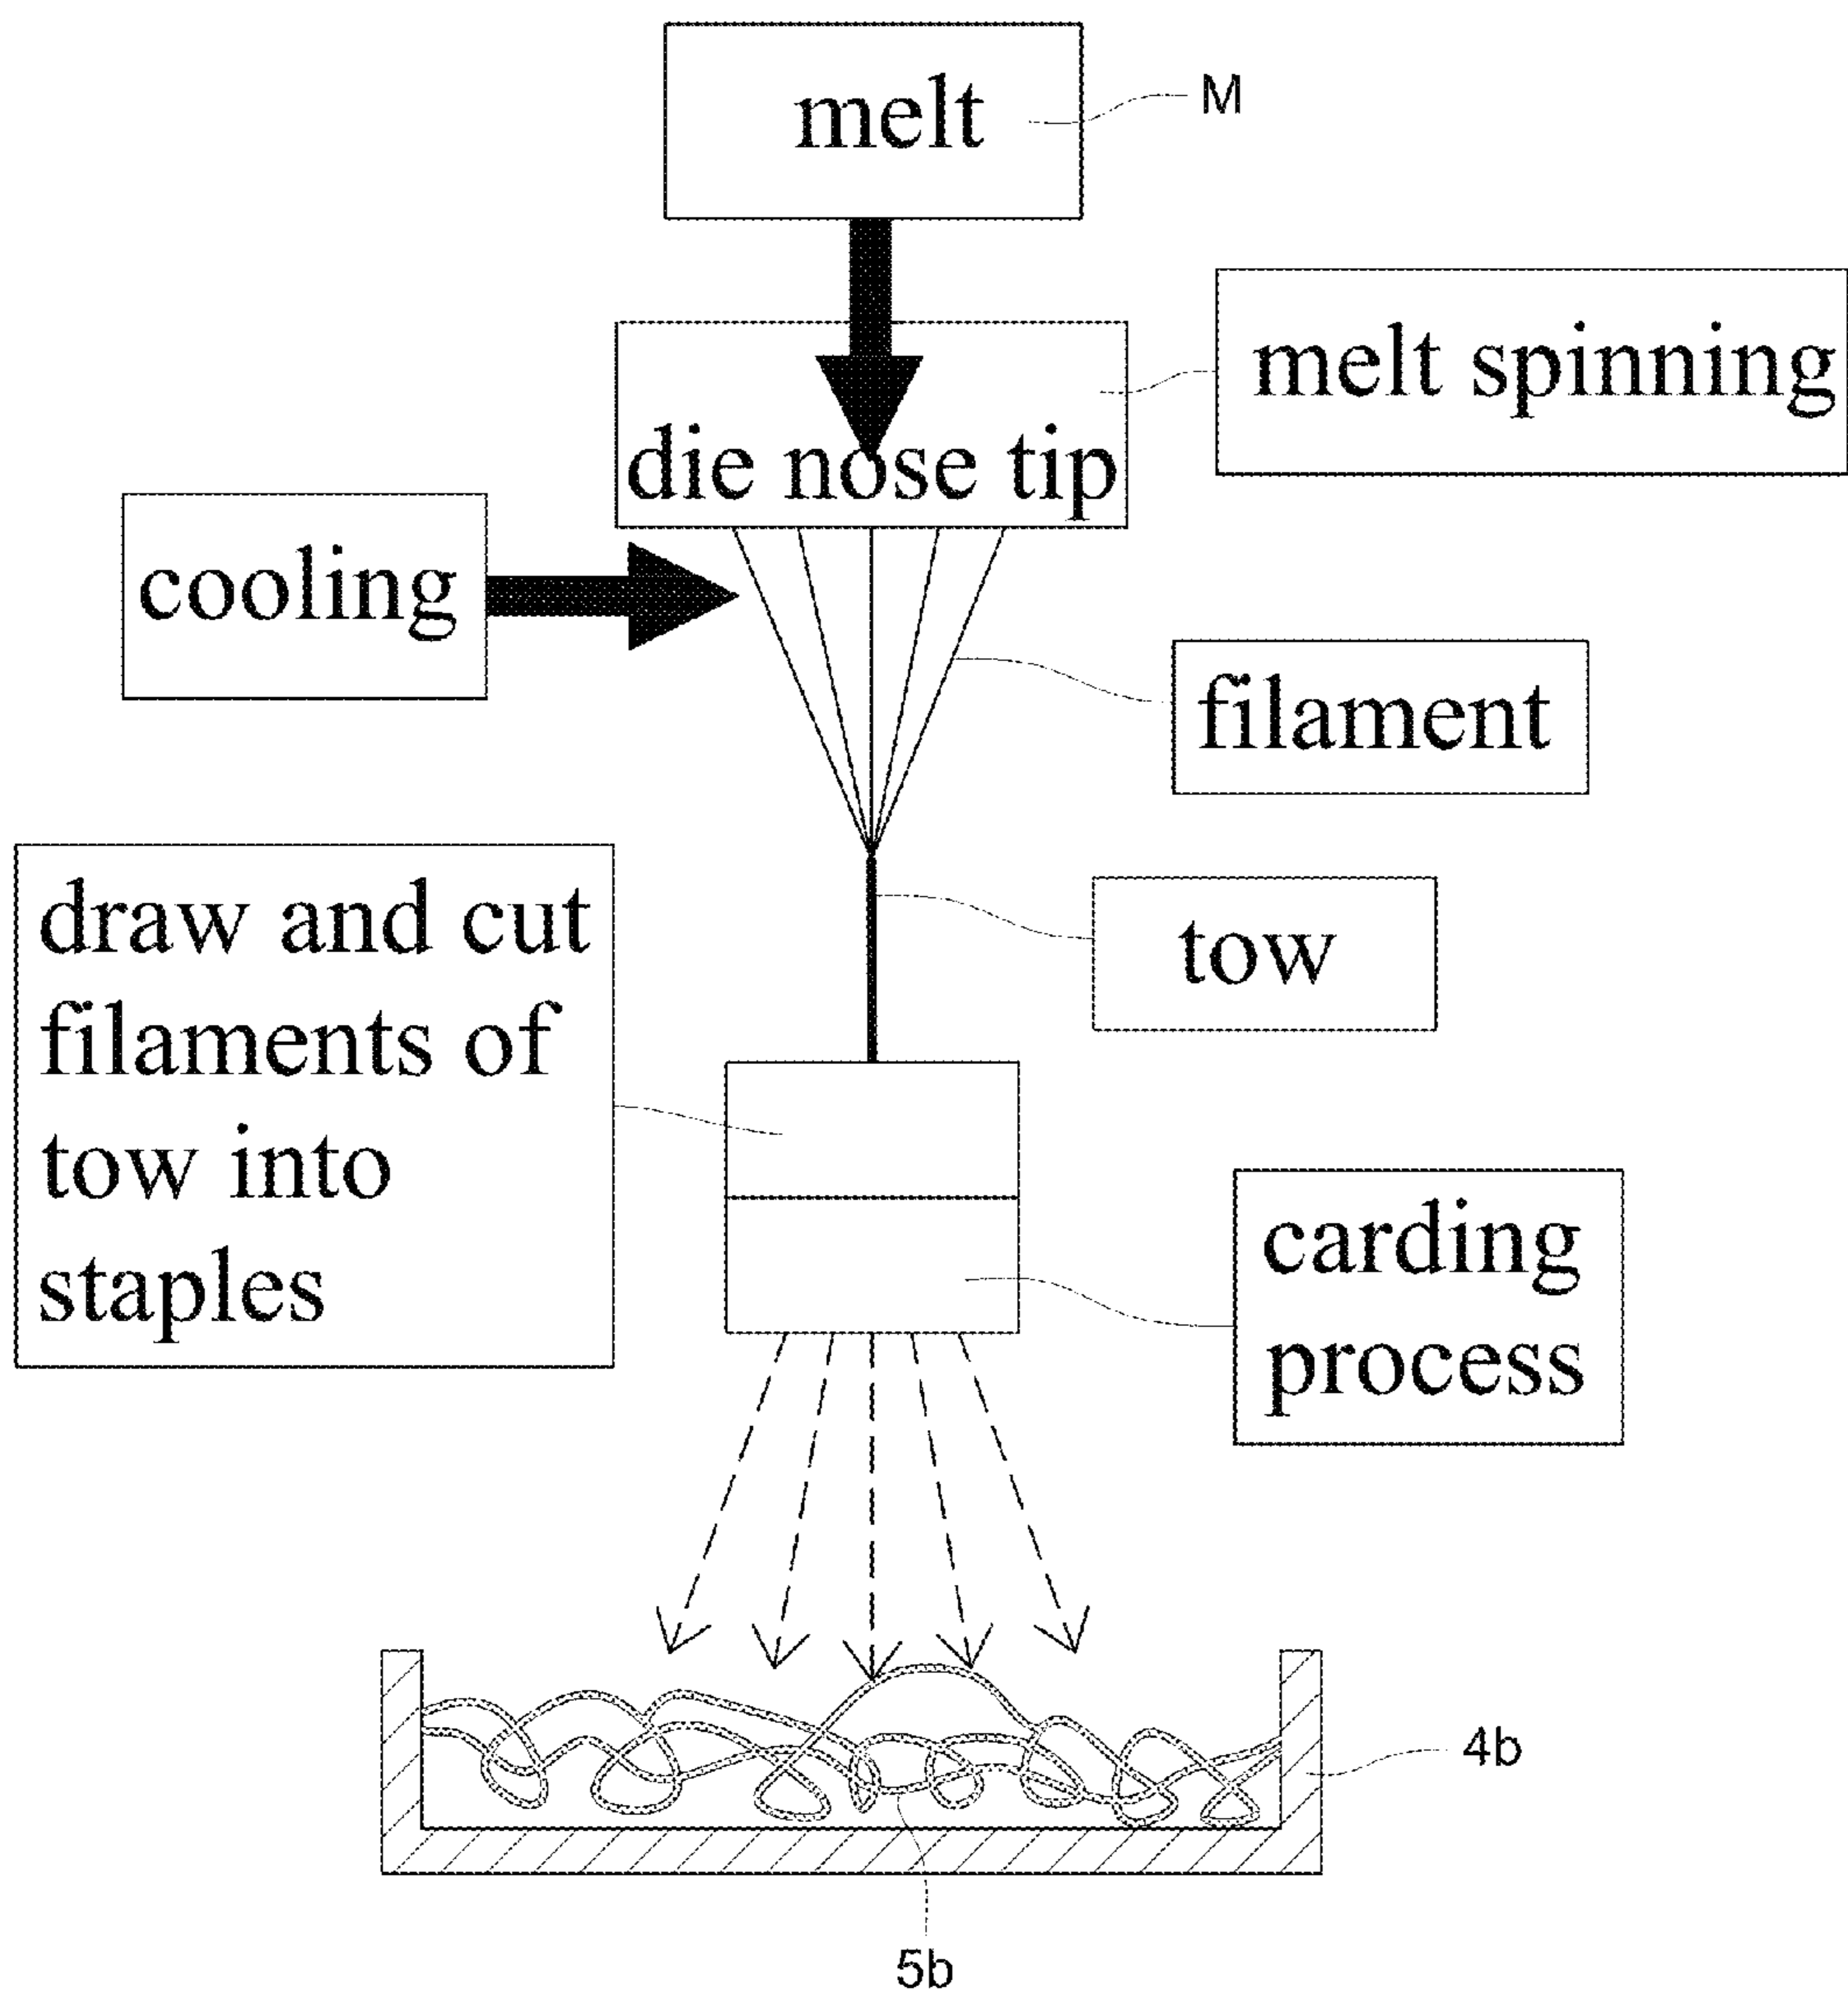 melt
M
melt spinning
die nose tip
cooling
filament
draw and cut
filaments of
tow into
staples
tow
carding
process
4b
5b